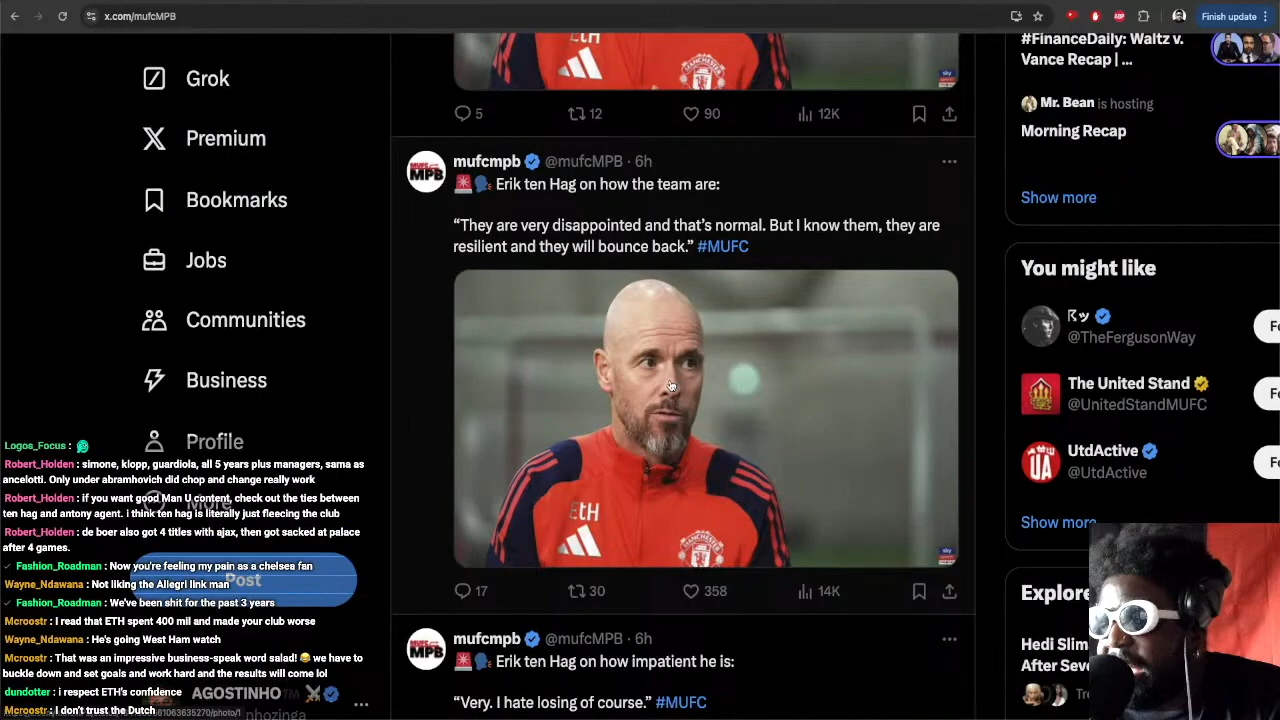 x.com/mufcMPB
Finish update
Grok
Premium
Bookmarks
Jobs
Communities
Business
Profile
More
Post
AGOSTINHO
5
12
90
12K
mufcmpb @mufcMPB · 6h
Erik ten Hag on how the team are:
“They are very disappointed and that’s normal. But I know them, they are
resilient and they will bounce back.” #MUFC
EtH
MANCHESTER
sky
17
30
358
14K
mufcmpb @mufcMPB · 6h
Erik ten Hag on how impatient he is:
“Very. I hate losing of course.” #MUFC
#FinanceDaily: Waltz v.
Vance Recap | ...
Mr. Bean is hosting
Morning Recap
Show more
You might like
@TheFergusonWay
The United Stand
@UnitedStandMUFC
UtdActive
@UtdActive
Show more
Explore
Hedi Slim
After Seve
Logos_Focus :
Robert_Holden : simone, klopp, guardiola, all 5 years plus managers, sama as
ancelotti. Only under abramhovich did chop and change really work
Robert_Holden : if you want good Man U content, check out the ties between
ten hag and antony agent. i think ten hag is literally just fleecing the club
Robert_Holden : de boer also got 4 titles with ajax, then got sacked at palace
after 4 games.
Fashion_Roadman : Now you're feeling my pain as a chelsea fan
Wayne_Ndawana : Not liking the Allegri link man
Fashion_Roadman : We've been shit for the past 3 years
Mcroostr : I read that ETH spent 400 mil and made your club worse
Wayne_Ndawana : He's going West Ham watch
Mcroostr : That was an impressive business-speak word salad! 😂 we have to
buckle down and set goals and work hard and the results will come lol
dundotter : i respect ETH's confidence
Mcroostr : I don't trust the Dutch